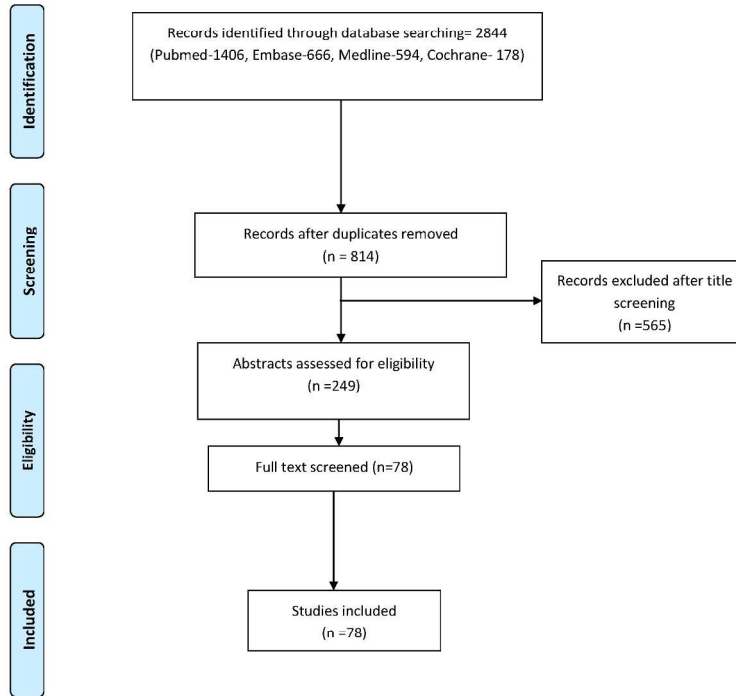 Identification
Records identified through database searching= 2844
(Pubmed-1406, Embase-666, Medline-594, Cochrane- 178)
Screening
Records after duplicates removed
(n = 814)
Records excluded after title
screening
(n =565)
Eligibility
Abstracts assessed for eligibility
(n =249)
Full text screened (n=78)
Included
Studies included
(n =78)